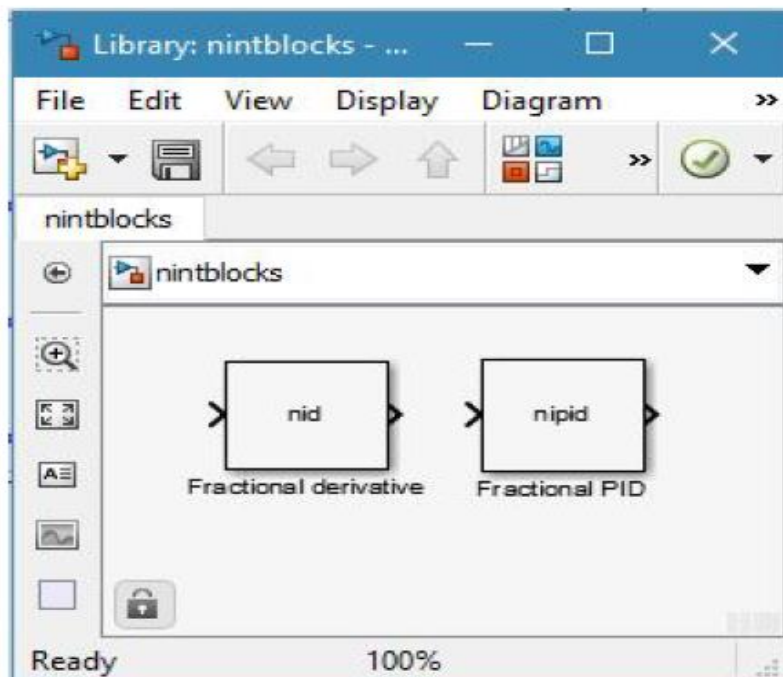 Library: nintblocks - ...
File Edit View Display Diagram »
»
nintblocks
nintblocks
nid
nipid
Fractional derivative
Fractional PID
A
Ready 100%